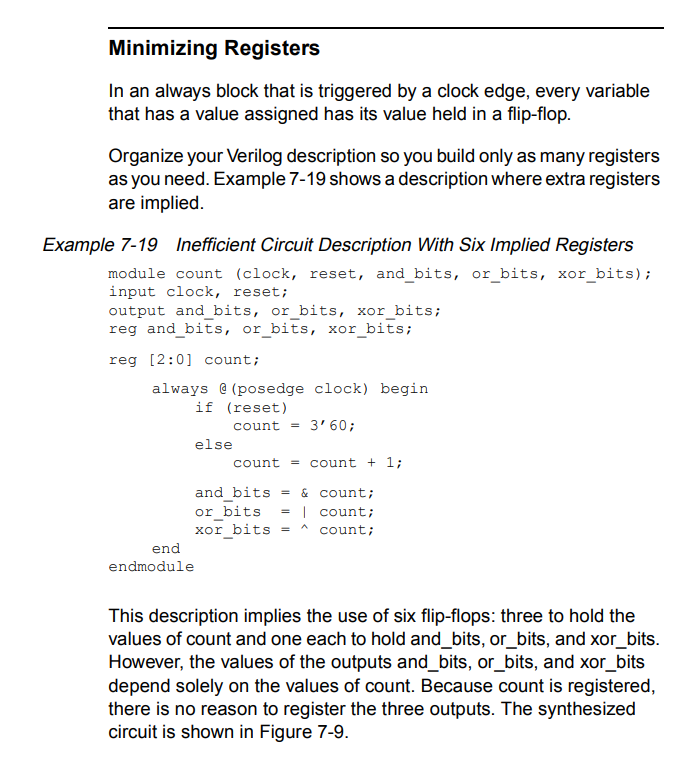 Minimizing Registers
In an always block that is triggered by a clock edge, every variable
that has a value assigned has its value held in a flip-flop.
Organize your Verilog description so you build only as many registers
as you need. Example 7-19 shows a description where extra registers
are implied.
Example 7-19 Inefficient Circuit Description With Six Implied Registers
module count (clock, reset, and_bits, or_bits, xor_bits);
input clock, reset;
output and_bits, or_bits, xor_bits;
reg and_bits, or_bits, xor_bits;
reg [2:0] count;
always @(posedge clock) begin
if (reset)
count = 3'60;
else
count = count + 1;
and_bits = & count;
or_bits = | count;
xor_bits = ^ count;
end
endmodule
This description implies the use of six flip-flops: three to hold the
values of count and one each to hold and_bits, or_bits, and xor_bits.
However, the values of the outputs and_bits, or_bits, and xor_bits
depend solely on the values of count. Because count is registered,
there is no reason to register the three outputs. The synthesized
circuit is shown in Figure 7-9.